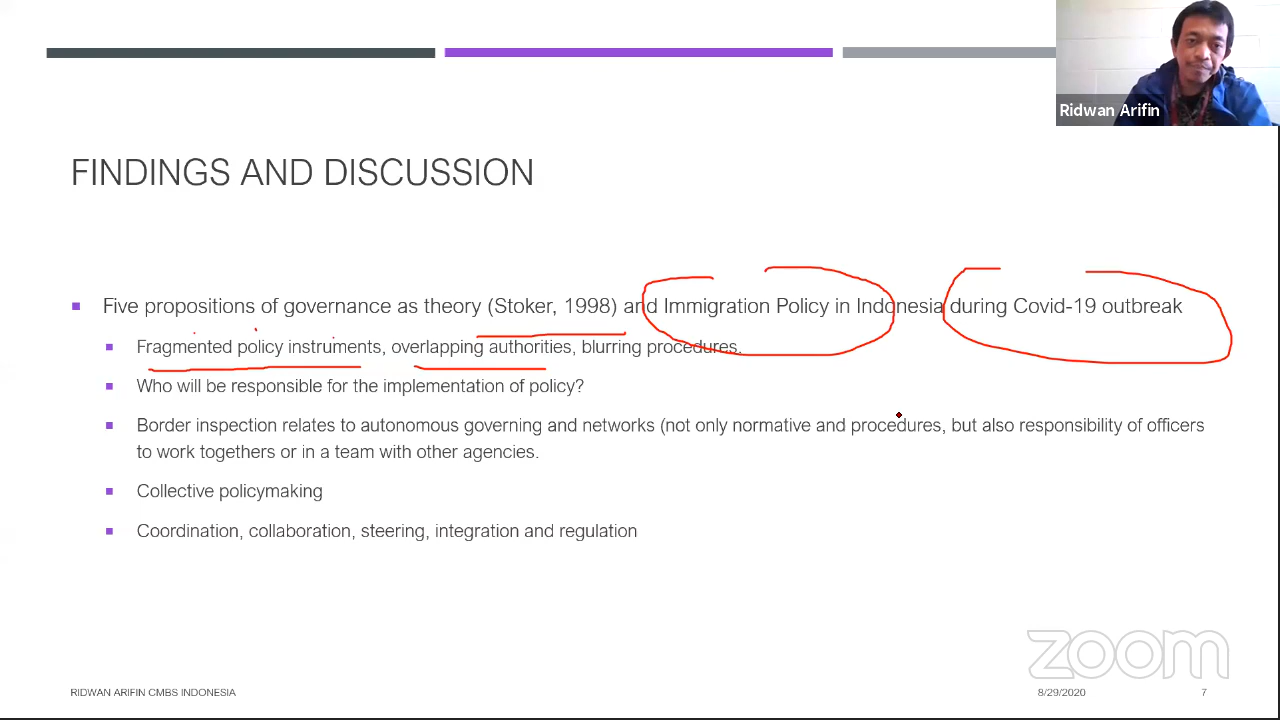 Ridwan Arifin
FINDINGS AND DISCUSSION
Five propositions of governance as theory (Stoker, 1998) and Immigration Policy in Indonesia during Covid-19 outbreak
Fragmented policy instruments, overlapping authorities, blurring procedures.
Who will be responsible for the implementation of policy?
Border inspection relates to autonomous governing and networks (not only normative and procedures, but also responsibility of officers
to work togethers or in a team with other agencies.
Collective policymaking
Coordination, collaboration, steering, integration and regulation
zoom
RIDWAN ARIFIN CMBS INDONESIA
8/29/2020
7